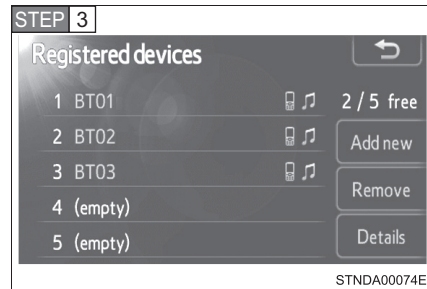 STEP 3
Registered devices
1 BT01
2 / 5 free
2 BT02
Add new
3 BT03
Remove
4 (empty)
5 (empty)
Details
STNDA00074E